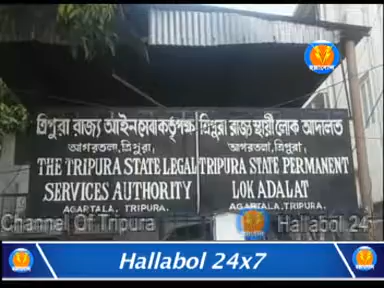 ত্রিপুরা রাজ্য আইনসেবা কর্তৃপক্ষ
আগরতলা, ত্রিপুরা,
THE TRIPURA STATE LEGAL
SERVICES AUTHORITY
AGARTALA, TRIPURA.
ত্রিপুরা রাজ্য স্থায়ী লোক আদালত
আগরতলা, ত্রিপুরা,
TRIPURA STATE PERMANENT
LOK ADALAT
AGARTALA, TRIPURA.
Channel Of Tripura
Hallabol 24
Hallabol 24x7